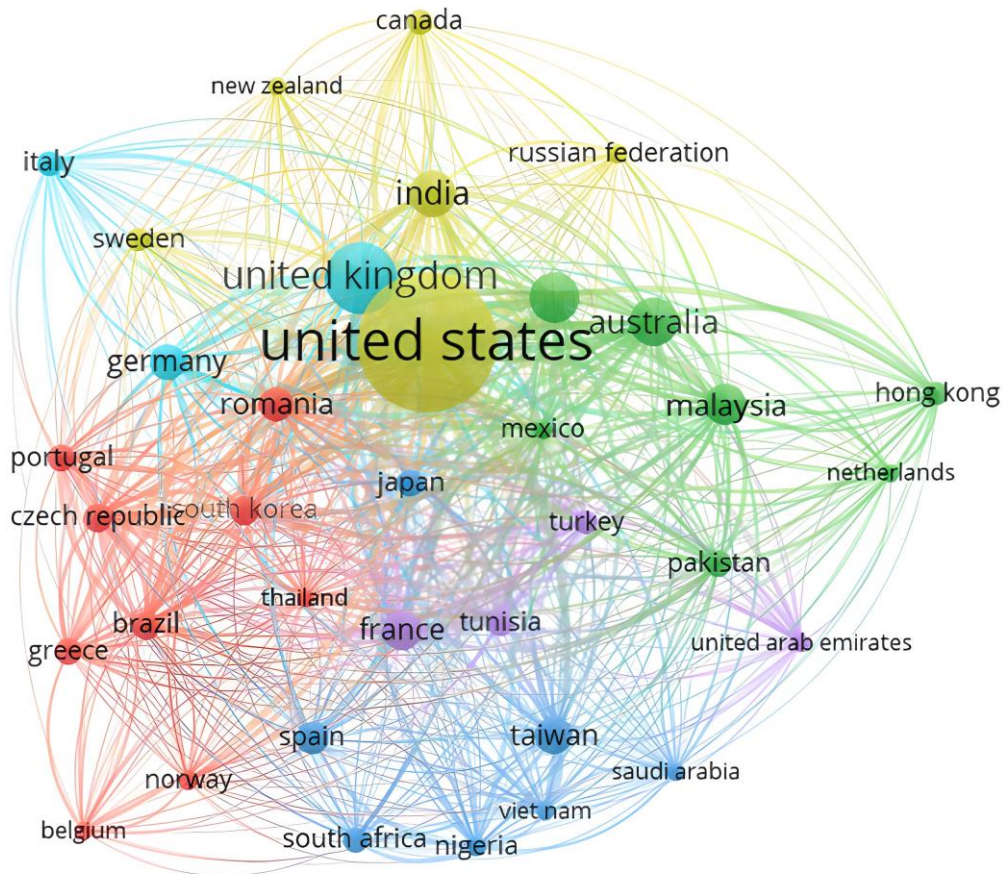 canada
new zealand
italy
russian federation
india
sweden
united kingdom
australia
united states
germany
hong kong
romania
malaysia
mexico
portugal
netherlands
japan
czech republic
south korea
turkey
pakistan
thailand
brazil
tunisia
france
united arab emirates
greece
spain
taiwan
norway
saudi arabia
viet nam
belgium
south africa
nigeria